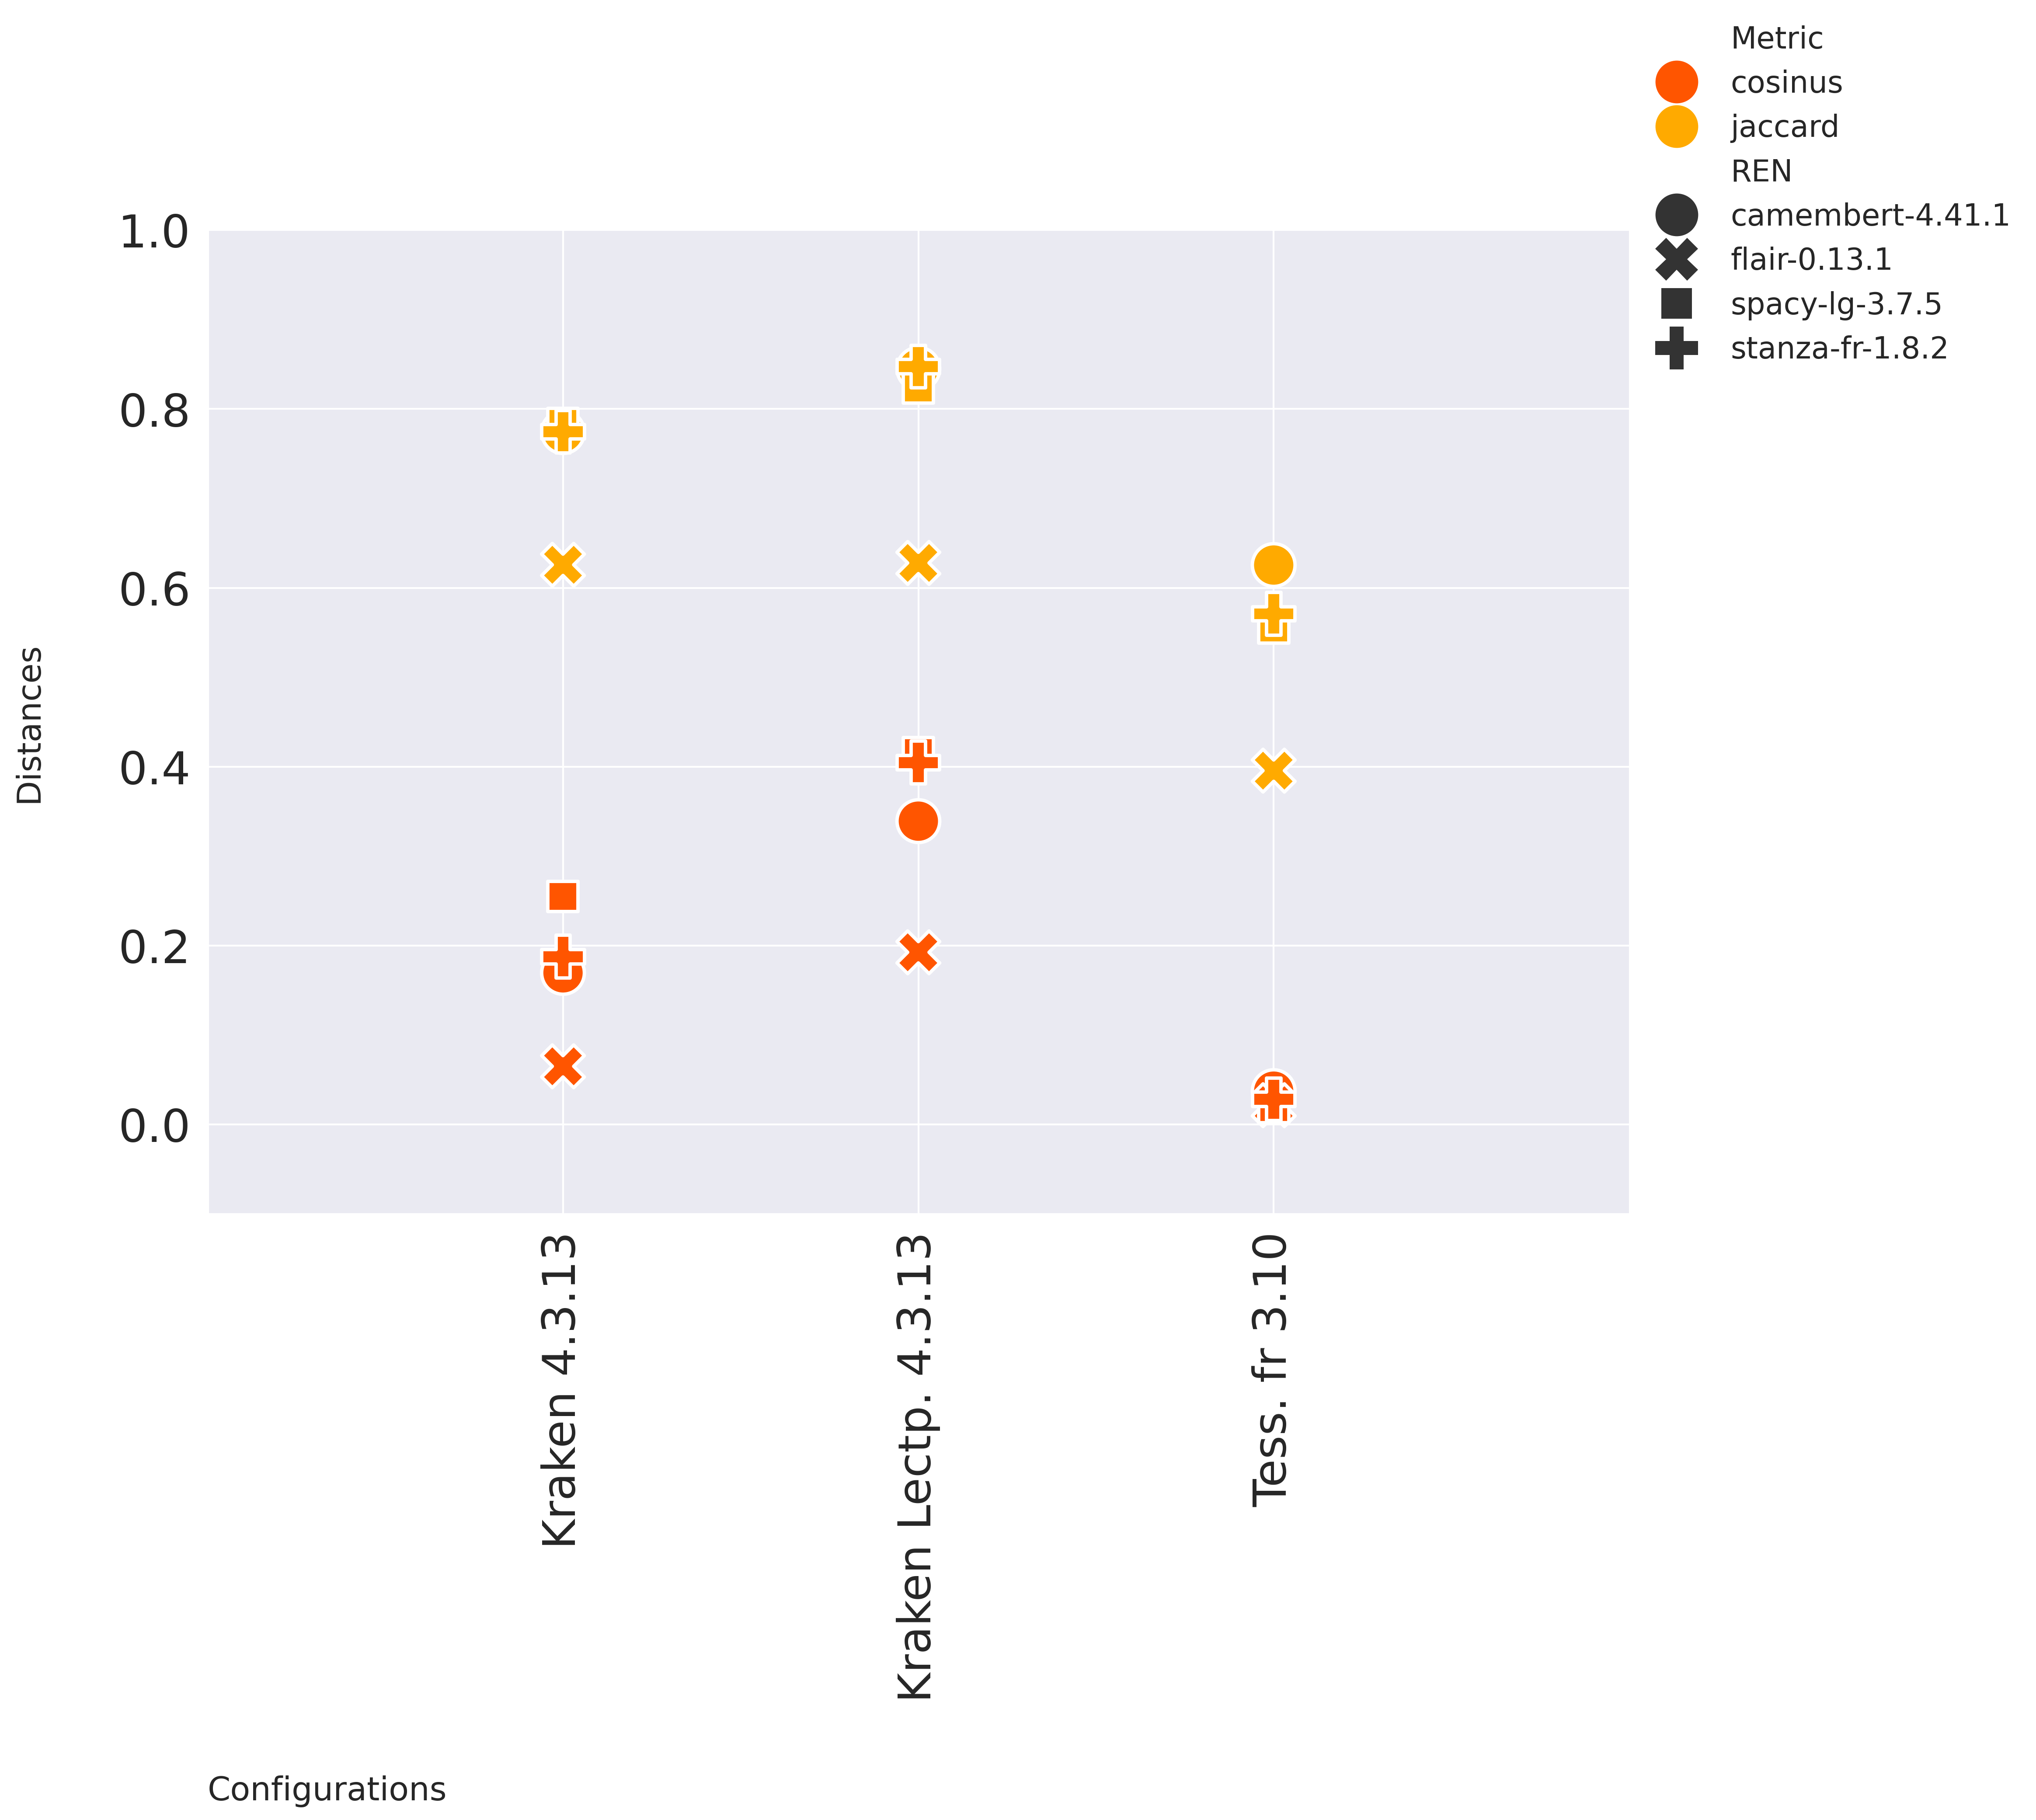 Metric
cosinus
jaccard
REN
camembert-4.41.1
flair-0.13.1
spacy-lg-3.7.5
stanza-fr-1.8.2
1.0
0.8
0.6
0.4
0.2
0.0
Distances
Kraken 4.3.13
Kraken Lectp. 4.3.13
Tess. fr 3.10
Configurations